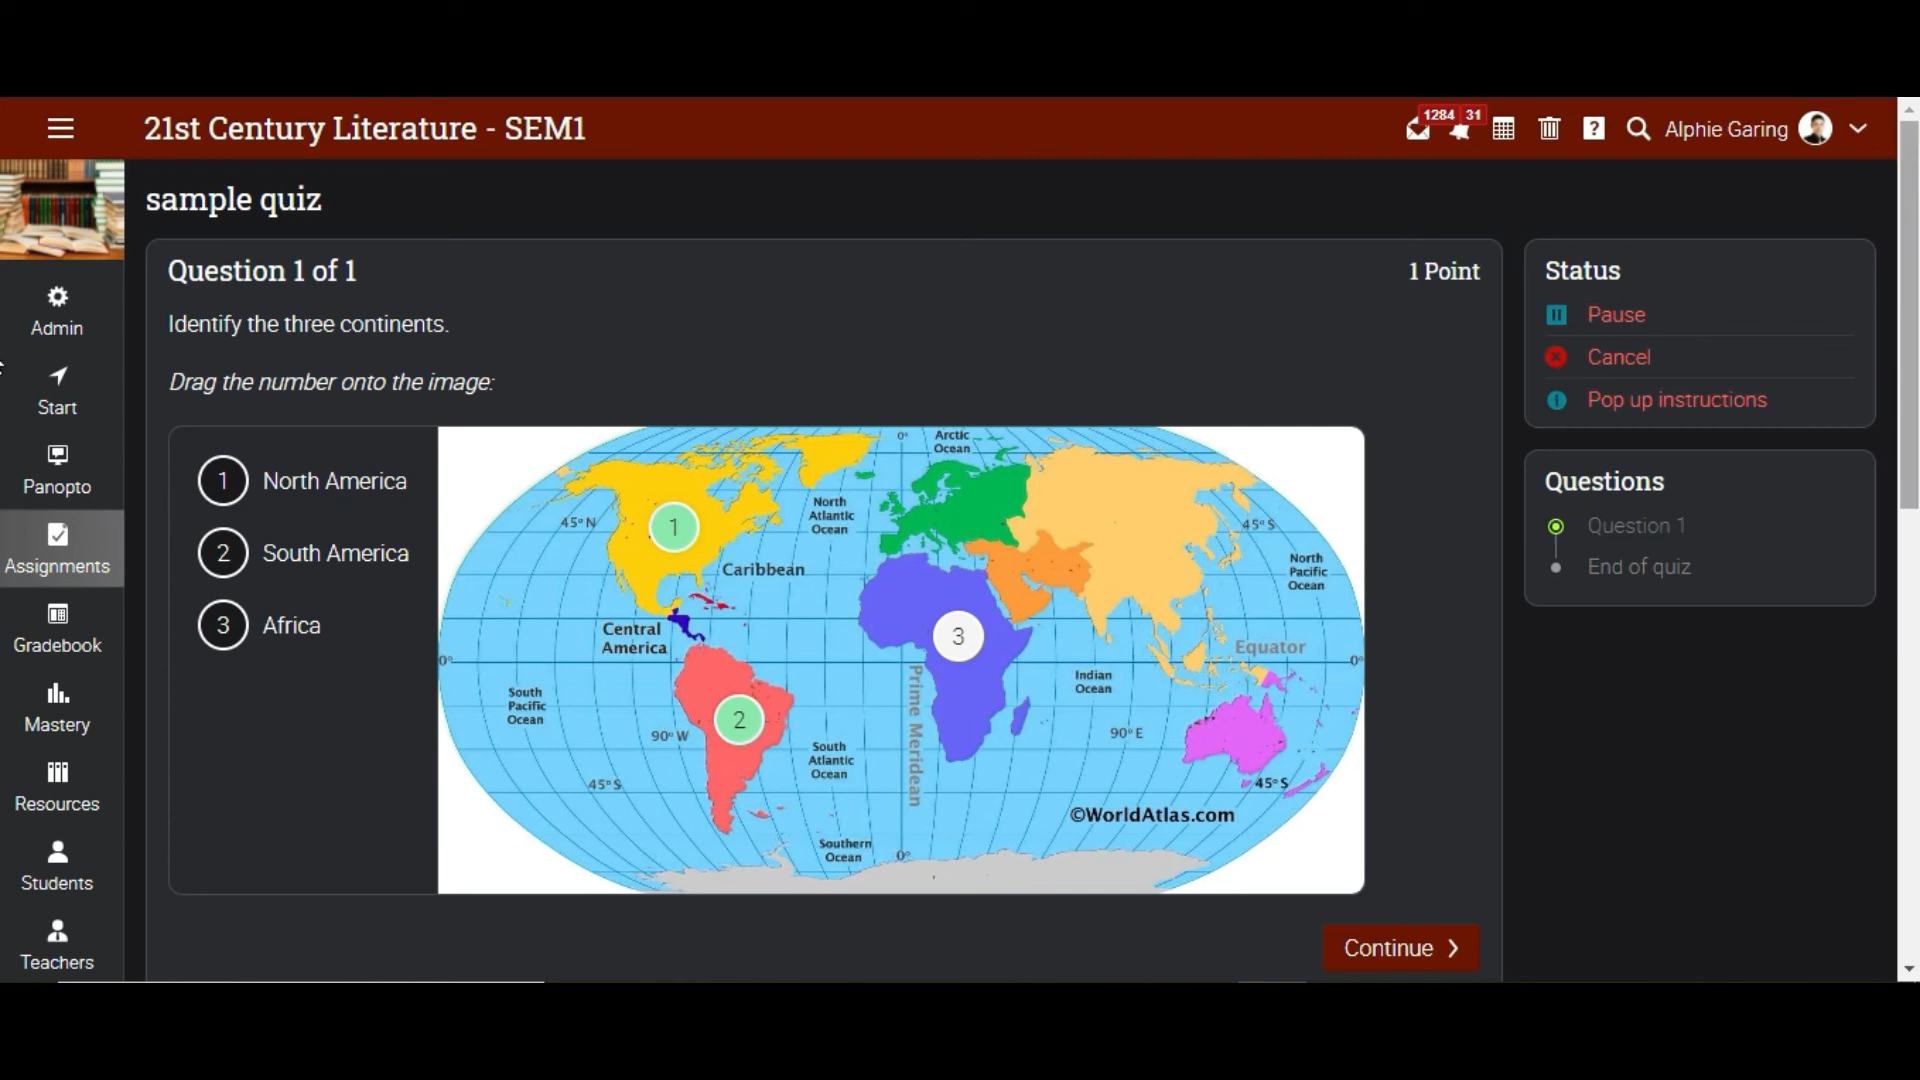 21st Century Literature - SEM1
1284 31
?
Alphie Garing
sample quiz
Admin
Start
Panopto
Assignments
Gradebook
Mastery
Resources
Students
Teachers
Question 1 of 1
1 Point
Identify the three continents.
Drag the number onto the image:
1 North America
2 South America
3 Africa
0°
Arctic
Ocean
North
Atlantic
Ocean
45° N
45° S
1
North
Pacific
Ocean
Caribbean
Central
America
3
Equator
0°
0°
South
Pacific
Ocean
Indian
Ocean
Prime Meridean
2
90° W
90° E
South
Atlantic
Ocean
45° S
45° S
©WorldAtlas.com
Southern
Ocean
0°
Continue
Status
Pause
Cancel
Pop up instructions
Questions
Question 1
End of quiz